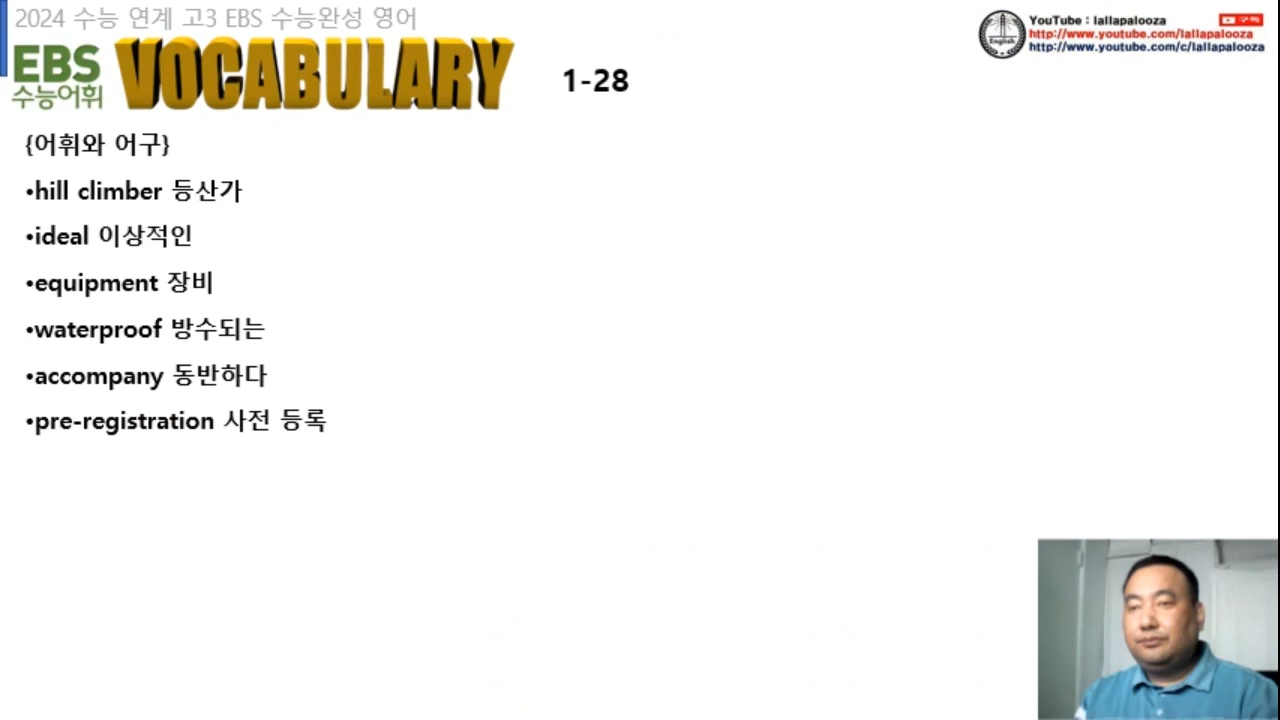 2024 수능 연계 고3 EBS 수능완성 영어
EBS 수능어휘 VOCABULARY 1-28
YouTube : lallapalooza 구독
http://www.youtube.com/lallapalooza
http://www.youtube.com/c/lallapalooza
English
{어휘와 어구}
•hill climber 등산가
•ideal 이상적인
•equipment 장비
•waterproof 방수되는
•accompany 동반하다
•pre-registration 사전 등록